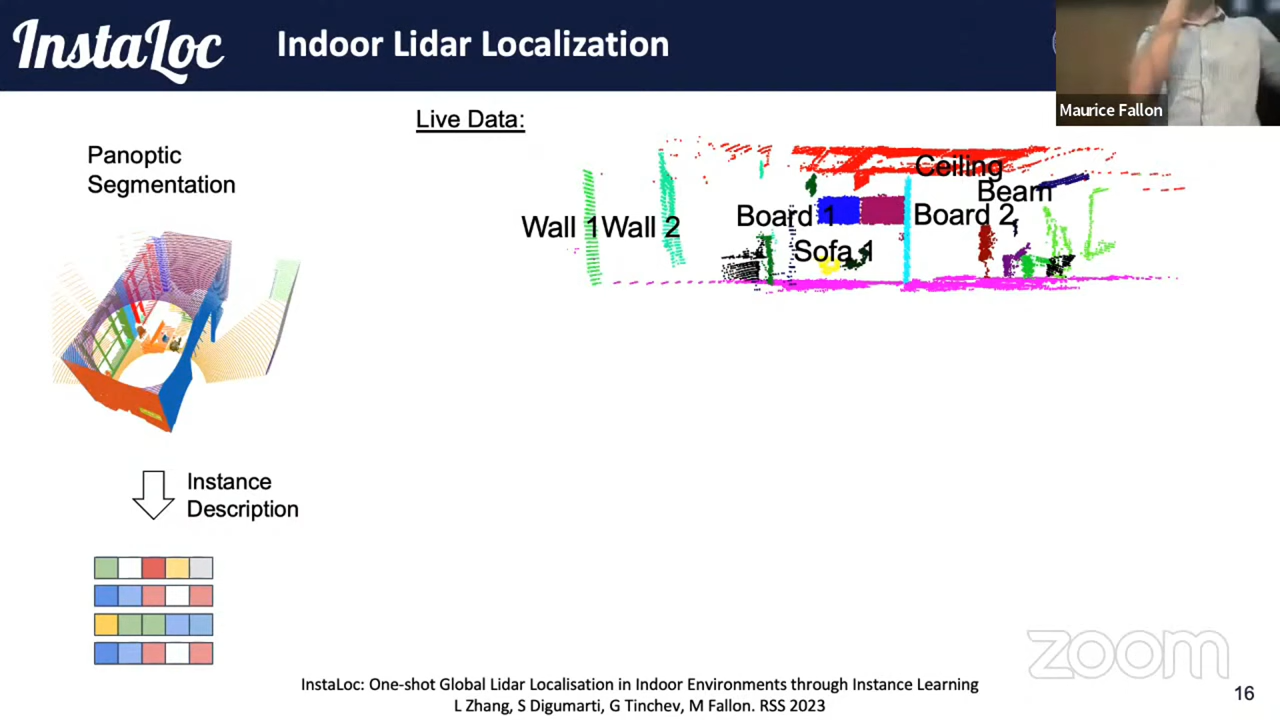 InstaLoc
Indoor Lidar Localization
Maurice Fallon
Live Data:
Panoptic
Segmentation
Ceiling
Beam
Wall 1
Wall 2
Board 1
Board 2
Sofa 1
Instance
Description
zoom
InstaLoc: One-shot Global Lidar Localisation in Indoor Environments through Instance Learning
L Zhang, S Digumarti, G Tinchev, M Fallon. RSS 2023
16